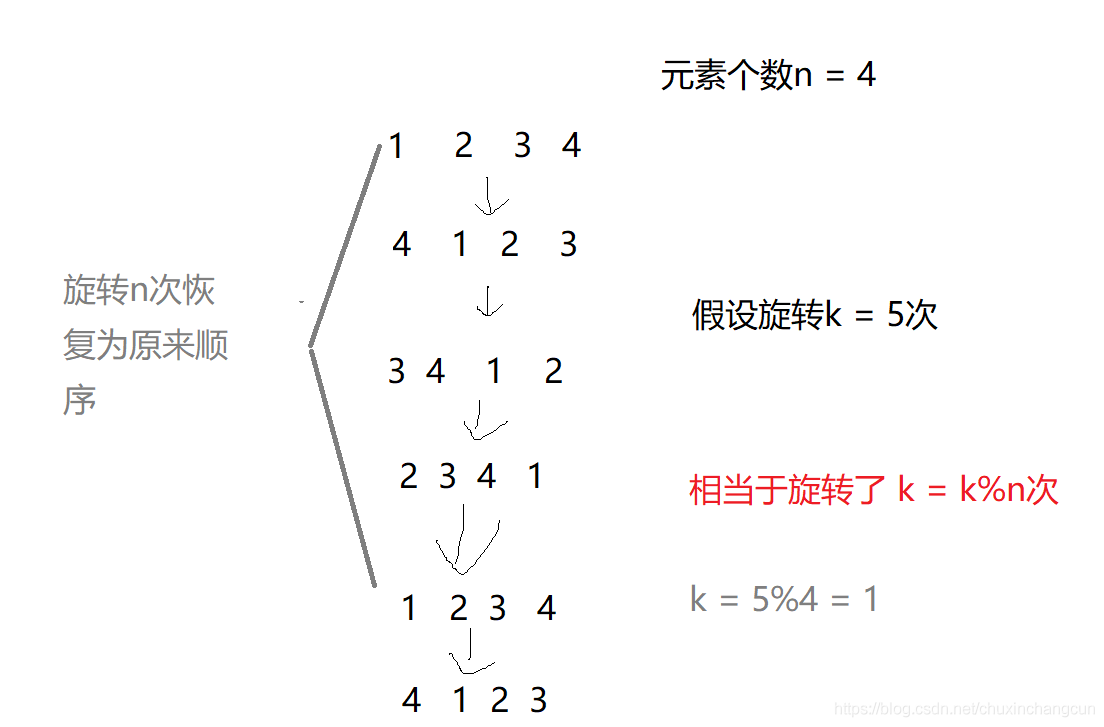 元素个数n = 4
1 2 3 4
4 1 2 3
旋转n次恢
复为原来顺
序
假设旋转k = 5次
3 4 1 2
2 3 4 1
相当于旋转了 k = k%n次
1 2 3 4
k = 5%4 = 1
4 1 2 3
https://blog.csdn.net/chuxinchangcun